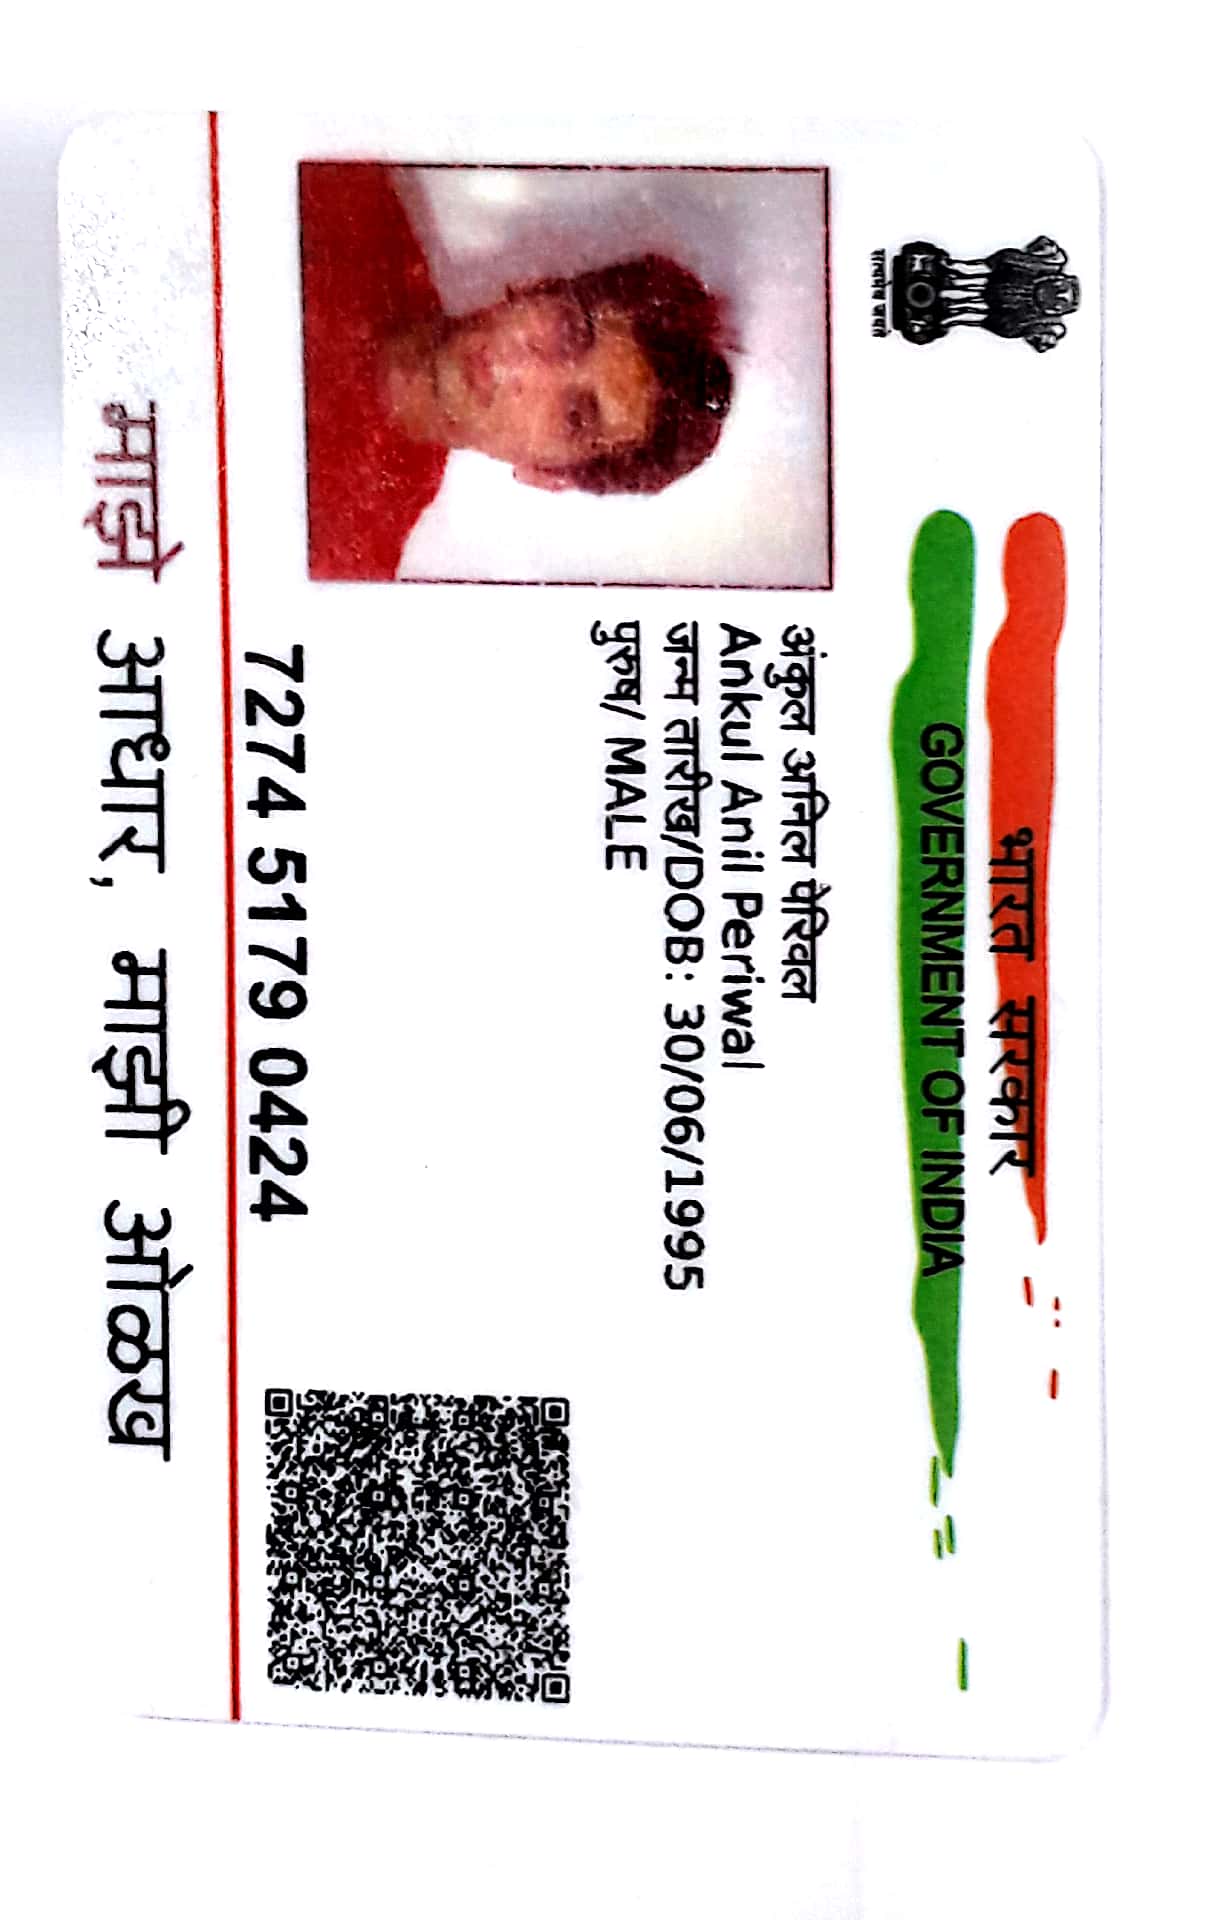 भारत सरकार
GOVERNMENT OF INDIA
सत्यमेव जयते
अंकुल अनिल पेरिवल
Ankul Anil Periwal
जन्म तारीख/DOB: 30/06/1995
पुरुष/ MALE
7274 5179 0424
माझे आधार, माझी ओळख